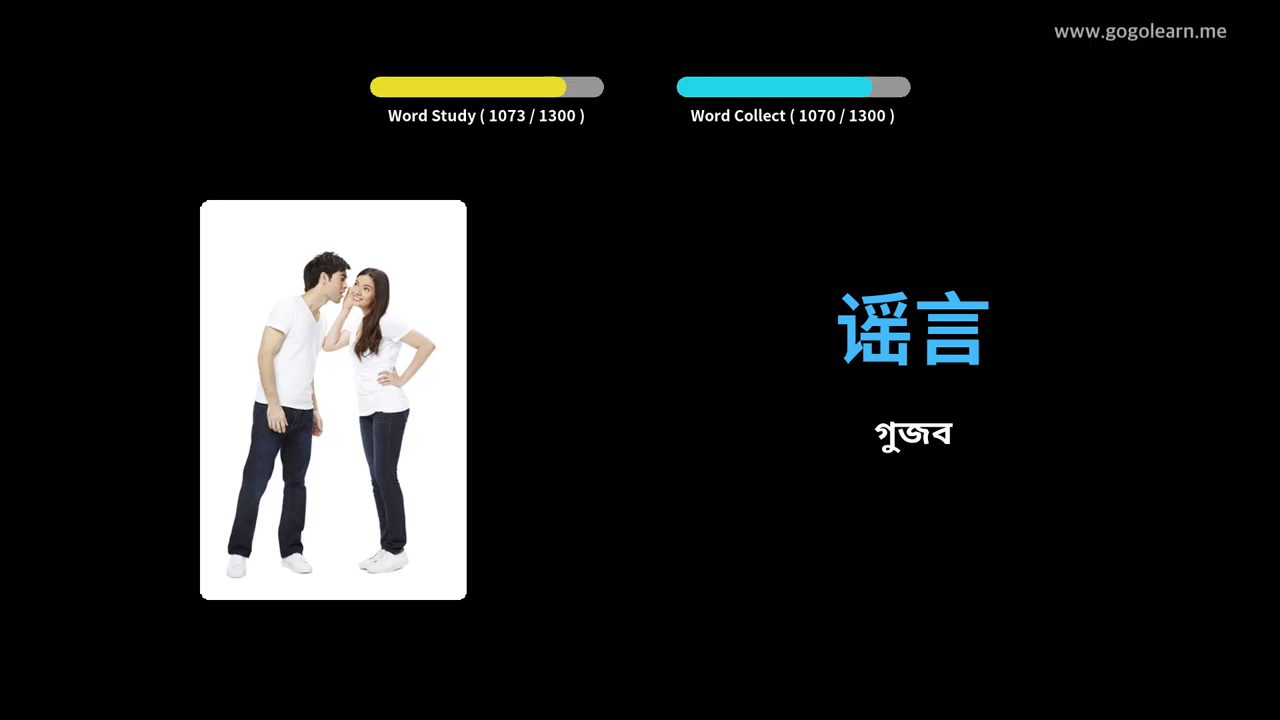 www.gogolearn.me
Word Study ( 1073 / 1300 )
Word Collect ( 1070 / 1300 )
谣言
গুজব